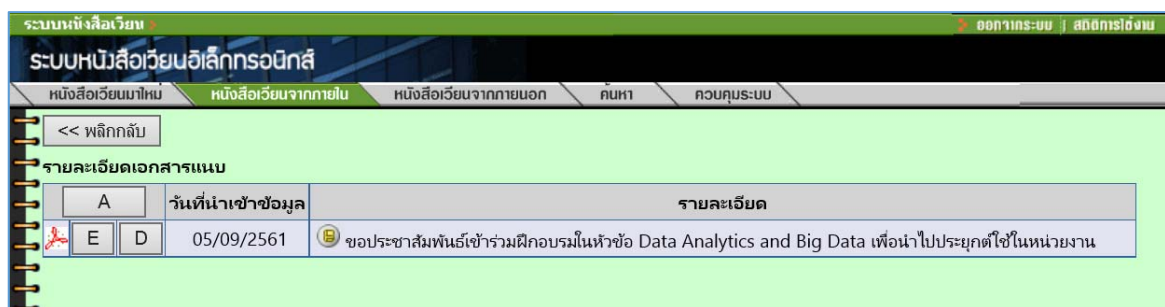 ระบบหนังสือเวียน
ออกจากระบบ | สถิติการใช้งาน
ระบบหนังสือเวียนอิเล็กทรอนิกส์
หนังสือเวียนมาใหม่ หนังสือเวียนจากภายใน หนังสือเวียนจากภายนอก ค้นหา ควบคุมระบบ
<< พลิกกลับ
รายละเอียดเอกสารแนบ
A วันที่นำเข้าข้อมูล รายละเอียด
E D 05/09/2561 ขอประชาสัมพันธ์เข้าร่วมฝึกอบรมในหัวข้อ Data Analytics and Big Data เพื่อนำไปประยุกต์ใช้ในหน่วยงาน